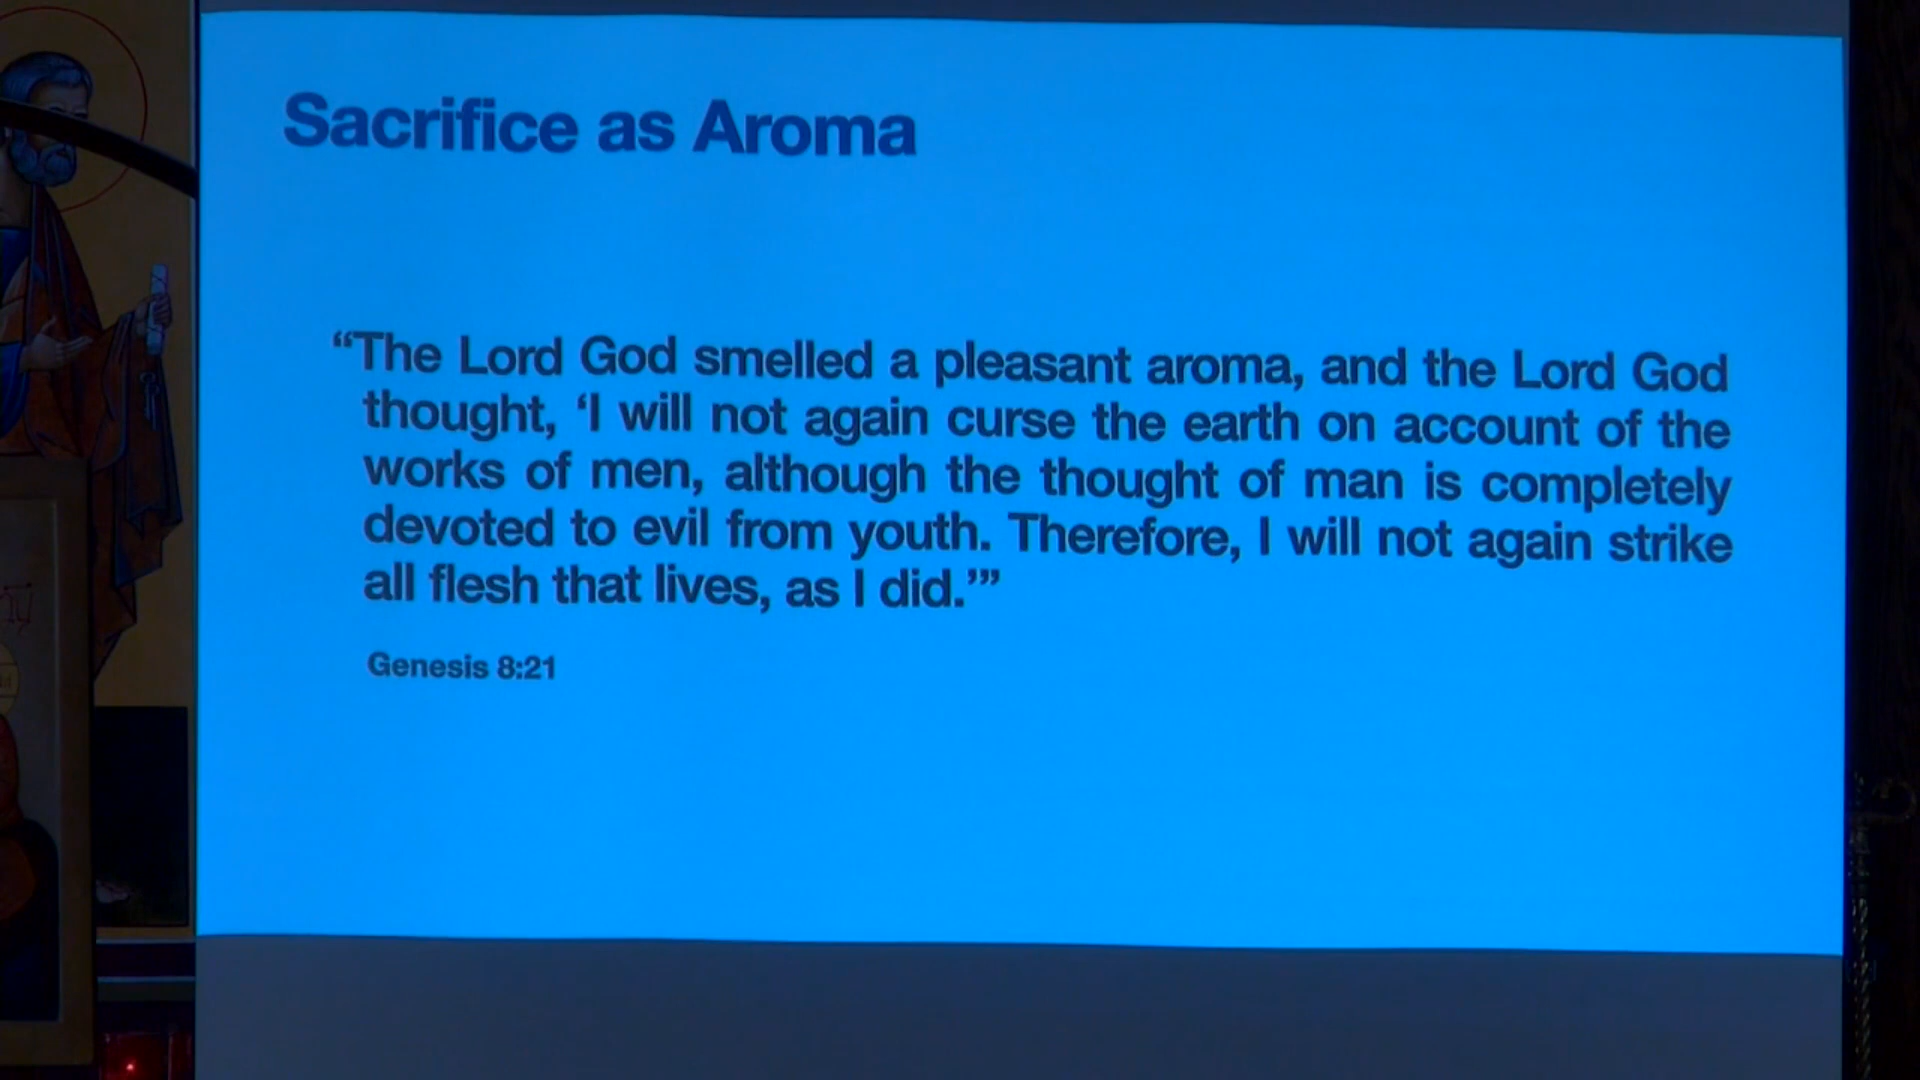 Sacrifice as Aroma
“The Lord God smelled a pleasant aroma, and the Lord God
thought, ‘I will not again curse the earth on account of the
works of men, although the thought of man is completely
devoted to evil from youth. Therefore, I will not again strike
all flesh that lives, as I did.’”
Genesis 8:21